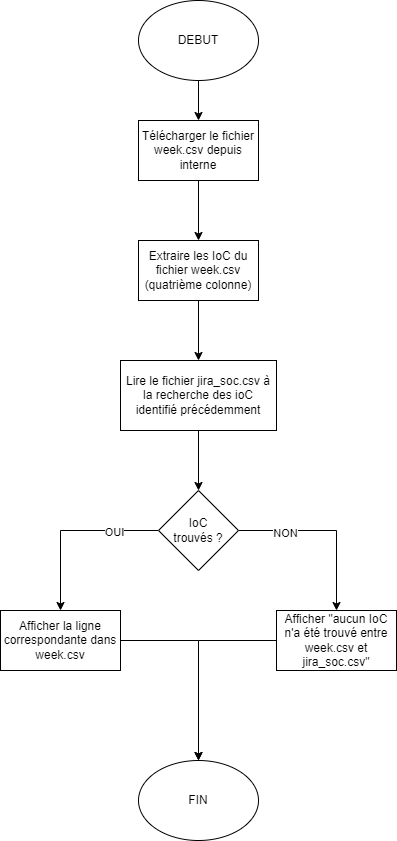 DEBUT
Télécharger le fichier
week.csv depuis
interne
Extraire les IoC du
fichier week.csv
(quatrième colonne)
Lire le fichier jira_soc.csv à
la recherche des ioC
identifié précédemment
IoC
trouvés ?
OUI
NON
Afficher la ligne
correspondante dans
week.csv
Afficher "aucun IoC
n'a été trouvé entre
week.csv et
jira_soc.csv"
FIN